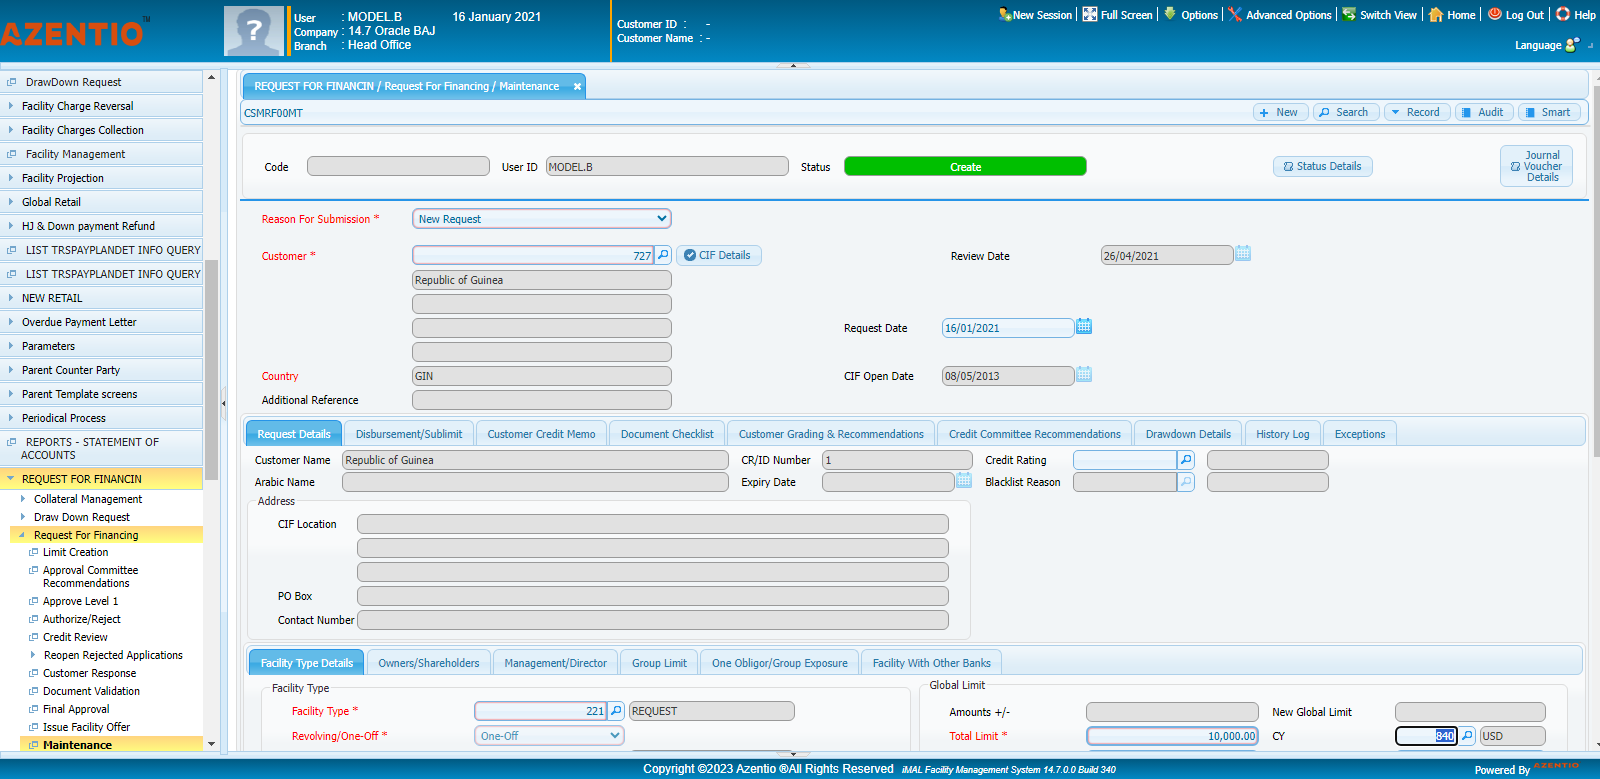 AZENTIO™
User : MODEL.B 16 January 2021
Company : 14.7 Oracle BAJ
Branch : Head Office
Customer ID : -
Customer Name : -
New Session Full Screen Options Advanced Options Switch View Home Log Out Help
Language
DrawDown Request
Facility Charge Reversal
Facility Charges Collection
Facility Management
Facility Projection
Global Retail
HJ & Down payment Refund
LIST TRSPAYPLANDET INFO QUERY
LIST TRSPAYPLANDET INFO QUERY
NEW RETAIL
Overdue Payment Letter
Parameters
Parent Counter Party
Parent Template screens
Periodical Process
REPORTS - STATEMENT OF
ACCOUNTS
REQUEST FOR FINANCIN
Collateral Management
Draw Down Request
Request For Financing
Limit Creation
Approval Committee
Recommendations
Approve Level 1
Authorize/Reject
Credit Review
Reopen Rejected Applications
Customer Response
Document Validation
Final Approval
Issue Facility Offer
Maintenance
REQUEST FOR FINANCIN / Request For Financing / Maintenance
CSMRF00MT
New Search Record Audit Smart
Code User ID MODEL.B Status Create Status Details
Journal
Voucher
Details
Reason For Submission * New Request
Customer * 727 CIF Details Review Date 26/04/2021
Republic of Guinea
Request Date 16/01/2021
Country GIN CIF Open Date 08/05/2013
Additional Reference
Request Details Disbursement/Sublimit Customer Credit Memo Document Checklist Customer Grading & Recommendations Credit Committee Recommendations Drawdown Details History Log Exceptions
Customer Name Republic of Guinea CR/ID Number 1 Credit Rating
Arabic Name Expiry Date Blacklist Reason
Address
CIF Location
PO Box
Contact Number
Facility Type Details Owners/Shareholders Management/Director Group Limit One Obligor/Group Exposure Facility With Other Banks
Facility Type Global Limit
Amounts +/- New Global Limit
Facility Type * 221 REQUEST
Revolving/One-Off * One-Off Total Limit * 10,000.00 CY 840 USD
Copyright ©2023 Azentio ®All Rights Reserved iMAL Facility Management System 14.7.0.0 Build 340
Powered By AZENTIO